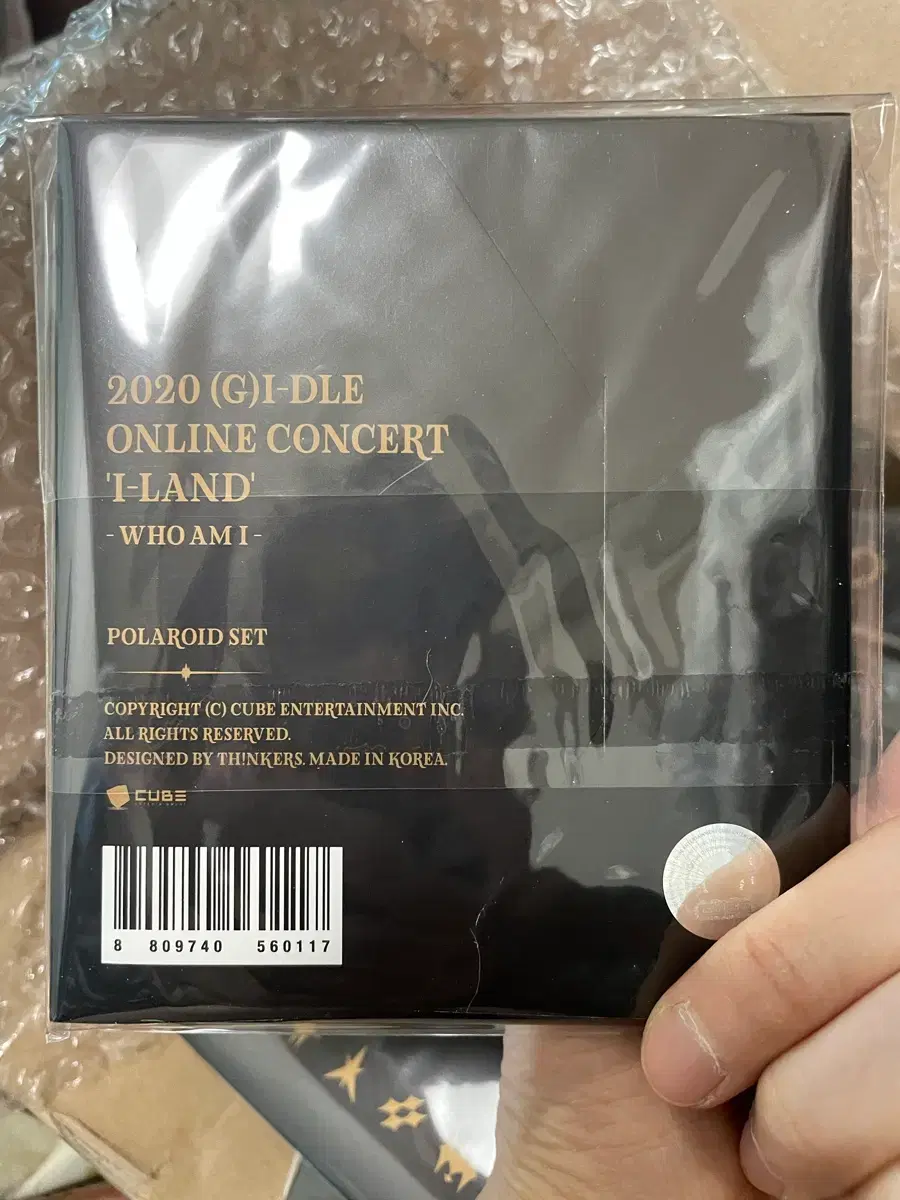 2020 (G)I-DLE
ONLINE CONCERT
'I-LAND'
- WHO AM I -
POLAROID SET
COPYRIGHT (C) CUBE ENTERTAINMENT INC.
ALL RIGHTS RESERVED.
DESIGNED BY TH!NKERS. MADE IN KOREA.
CUBE
8 809740 560117